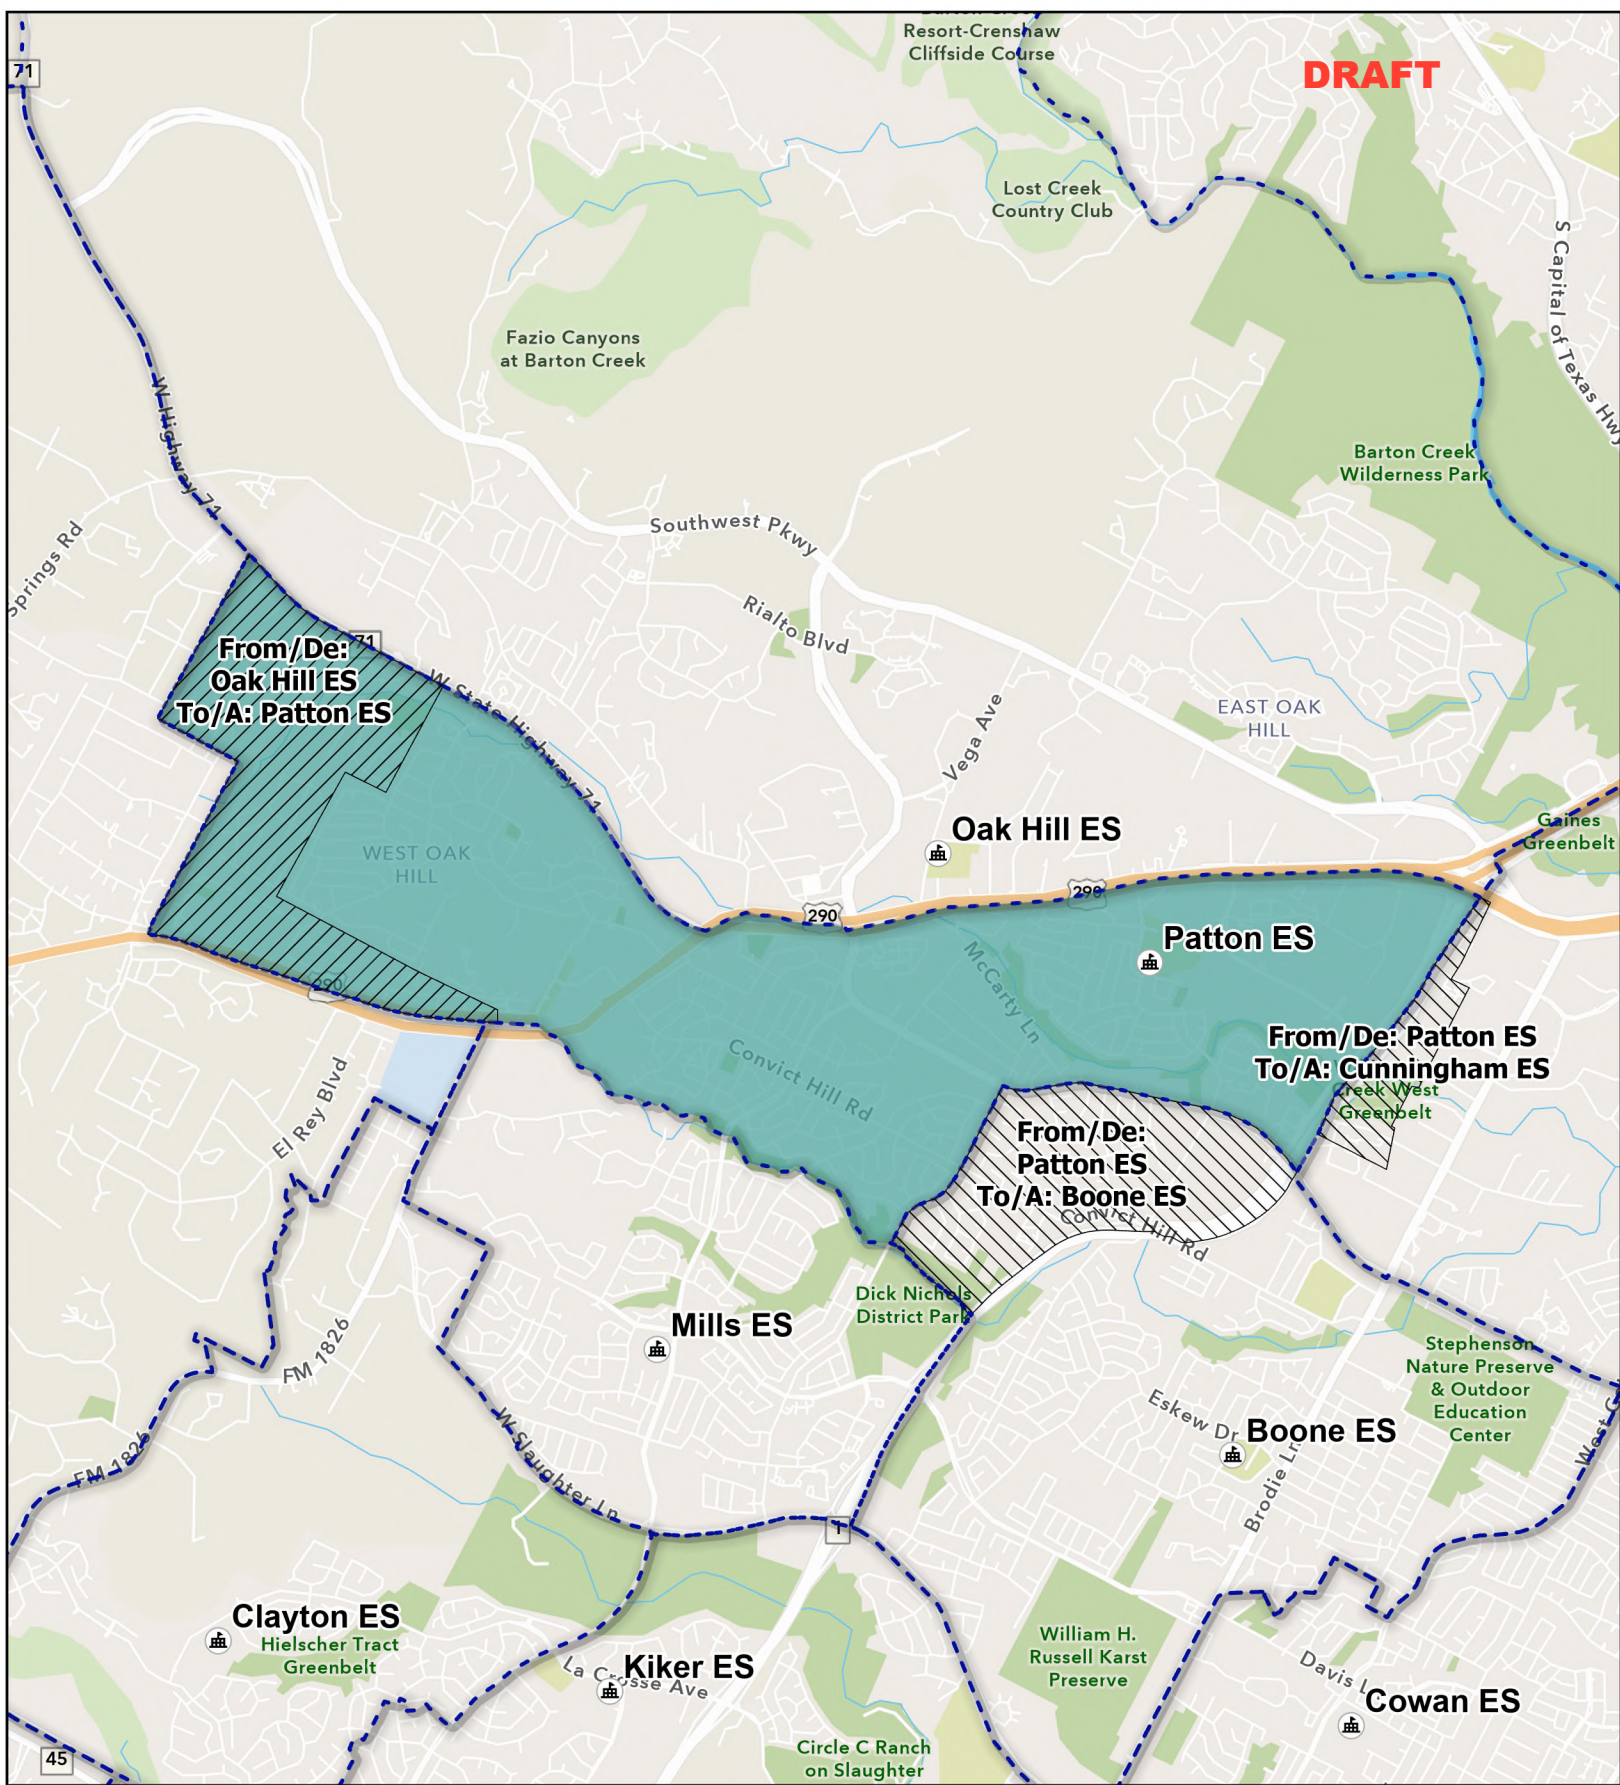 Resort-Crenshaw
Cliffside Course
DRAFT
71
Lost Creek
Country Club
S Capital of Texas Hwy
Fazio Canyons
at Barton Creek
W Highway 71
Barton Creek
Wilderness Park
Springs Rd
Southwest Pkwy
Rialto Blvd
From/De:
Oak Hill ES
To/A: Patton ES
71
W State Highway 71
Vega Ave
EAST OAK
HILL
Oak Hill ES
Gaines
Greenbelt
WEST OAK
HILL
290
290
Patton ES
McCarty Ln
290
From/De: Patton ES
To/A: Cunningham ES
Creek West
Greenbelt
Convict Hill Rd
El Rey Blvd
From/De:
Patton ES
To/A: Boone ES
Convict Hill Rd
Dick Nichols
District Park
Mills ES
FM 1826
Stephenson
Nature Preserve
& Outdoor
Education
Center
Eskew Dr
Boone ES
Brodie Ln
FM 1826
W Slaughter Ln
1
Clayton ES
Hielscher Tract
Greenbelt
Kiker ES
La Crosse Ave
William H.
Russell Karst
Preserve
Davis L
Cowan ES
45
Circle C Ranch
on Slaughter